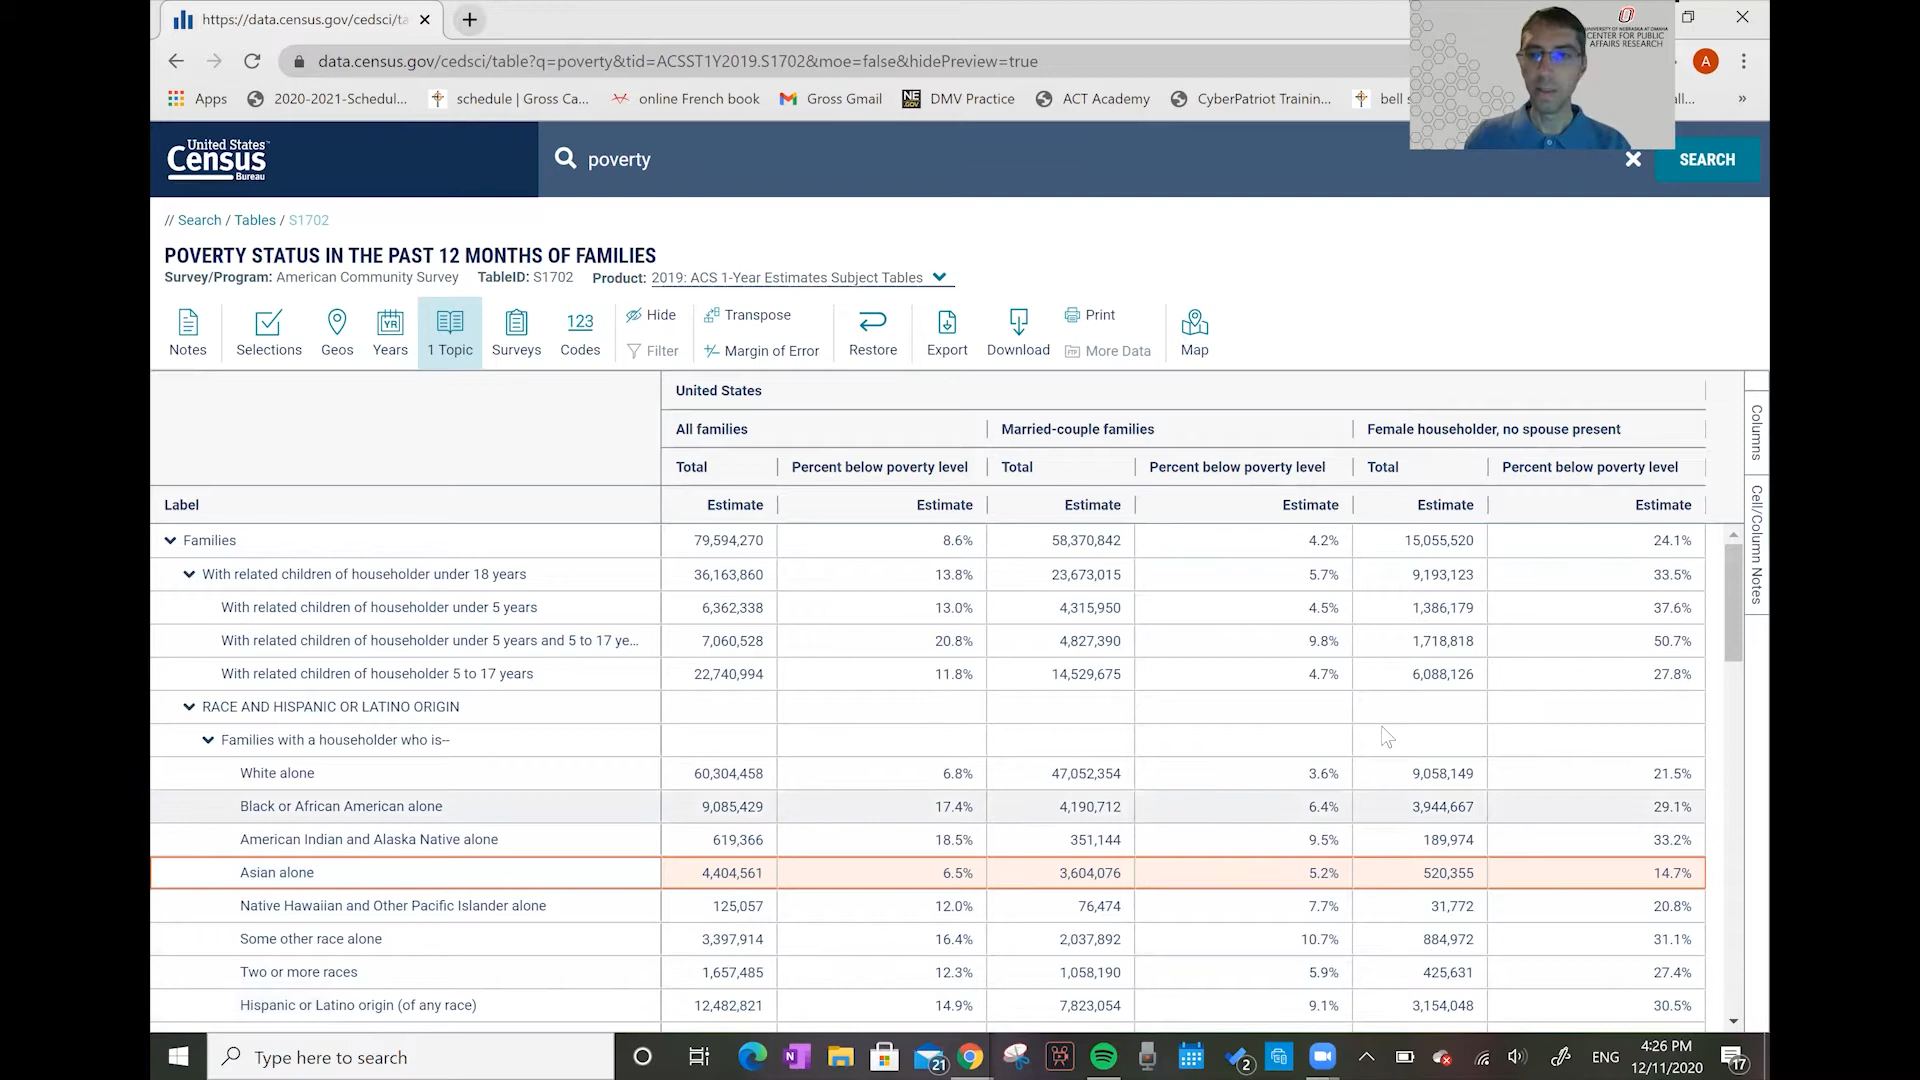 https://data.census.gov/cedsci/ta
data.census.gov/cedsci/table?q=poverty&tid=ACSST1Y2019.S1702&moe=false&hidePreview=true
A
Apps 2020-2021-Schedul... schedule | Gross Ca... online French book Gross Gmail DMV Practice ACT Academy CyberPatriot Trainin... bell s ll... »
UNIVERSITY OF NEBRASKA AT OMAHA
CENTER FOR PUBLIC
AFFAIRS RESEARCH
United States
Census
Bureau
poverty
SEARCH
// Search / Tables / S1702
POVERTY STATUS IN THE PAST 12 MONTHS OF FAMILIES
Survey/Program: American Community Survey TableID: S1702 Product: 2019: ACS 1-Year Estimates Subject Tables
Notes Selections Geos YR Years 1 Topic Surveys 123 Codes Hide Filter Transpose Margin of Error Restore Export Download Print More Data Map
United States
All families Married-couple families Female householder, no spouse present
Total Percent below poverty level Total Percent below poverty level Total Percent below poverty level
Label Estimate Estimate Estimate Estimate Estimate Estimate
Families 79,594,270 8.6% 58,370,842 4.2% 15,055,520 24.1%
With related children of householder under 18 years 36,163,860 13.8% 23,673,015 5.7% 9,193,123 33.5%
With related children of householder under 5 years 6,362,338 13.0% 4,315,950 4.5% 1,386,179 37.6%
With related children of householder under 5 years and 5 to 17 ye... 7,060,528 20.8% 4,827,390 9.8% 1,718,818 50.7%
With related children of householder 5 to 17 years 22,740,994 11.8% 14,529,675 4.7% 6,088,126 27.8%
RACE AND HISPANIC OR LATINO ORIGIN
Families with a householder who is--
White alone 60,304,458 6.8% 47,052,354 3.6% 9,058,149 21.5%
Black or African American alone 9,085,429 17.4% 4,190,712 6.4% 3,944,667 29.1%
American Indian and Alaska Native alone 619,366 18.5% 351,144 9.5% 189,974 33.2%
Asian alone 4,404,561 6.5% 3,604,076 5.2% 520,355 14.7%
Native Hawaiian and Other Pacific Islander alone 125,057 12.0% 76,474 7.7% 31,772 20.8%
Some other race alone 3,397,914 16.4% 2,037,892 10.7% 884,972 31.1%
Two or more races 1,657,485 12.3% 1,058,190 5.9% 425,631 27.4%
Hispanic or Latino origin (of any race) 12,482,821 14.9% 7,823,054 9.1% 3,154,048 30.5%
Columns
Cell/Column Notes
Type here to search
21
2
ENG
4:26 PM
12/11/2020
17